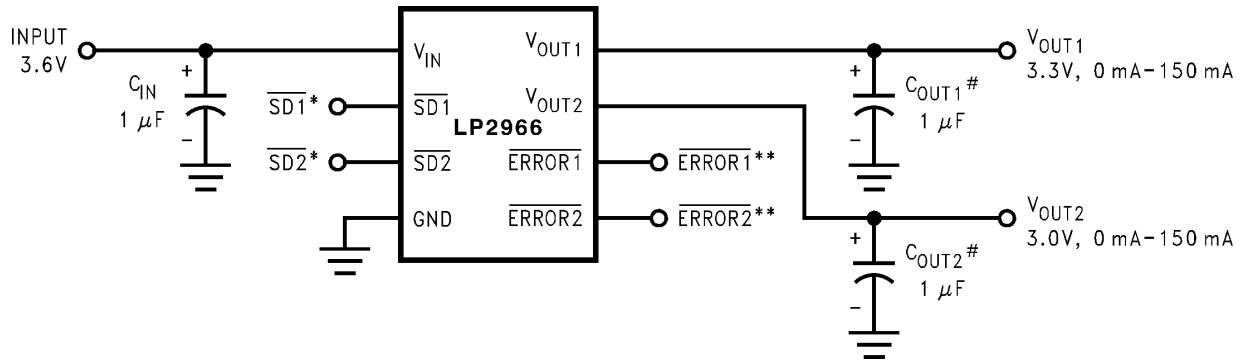 INPUT
3.6V
+
C_IN
1 μF
−
SD1*
SD2*
V_IN
SD1
SD2
GND
LP2966
V_OUT1
V_OUT2
ERROR1
ERROR2
ERROR1**
ERROR2**
+
C_OUT1#
1 μF
−
V_OUT1
3.3V, 0 mA−150 mA
+
C_OUT2#
1 μF
−
V_OUT2
3.0V, 0 mA−150 mA